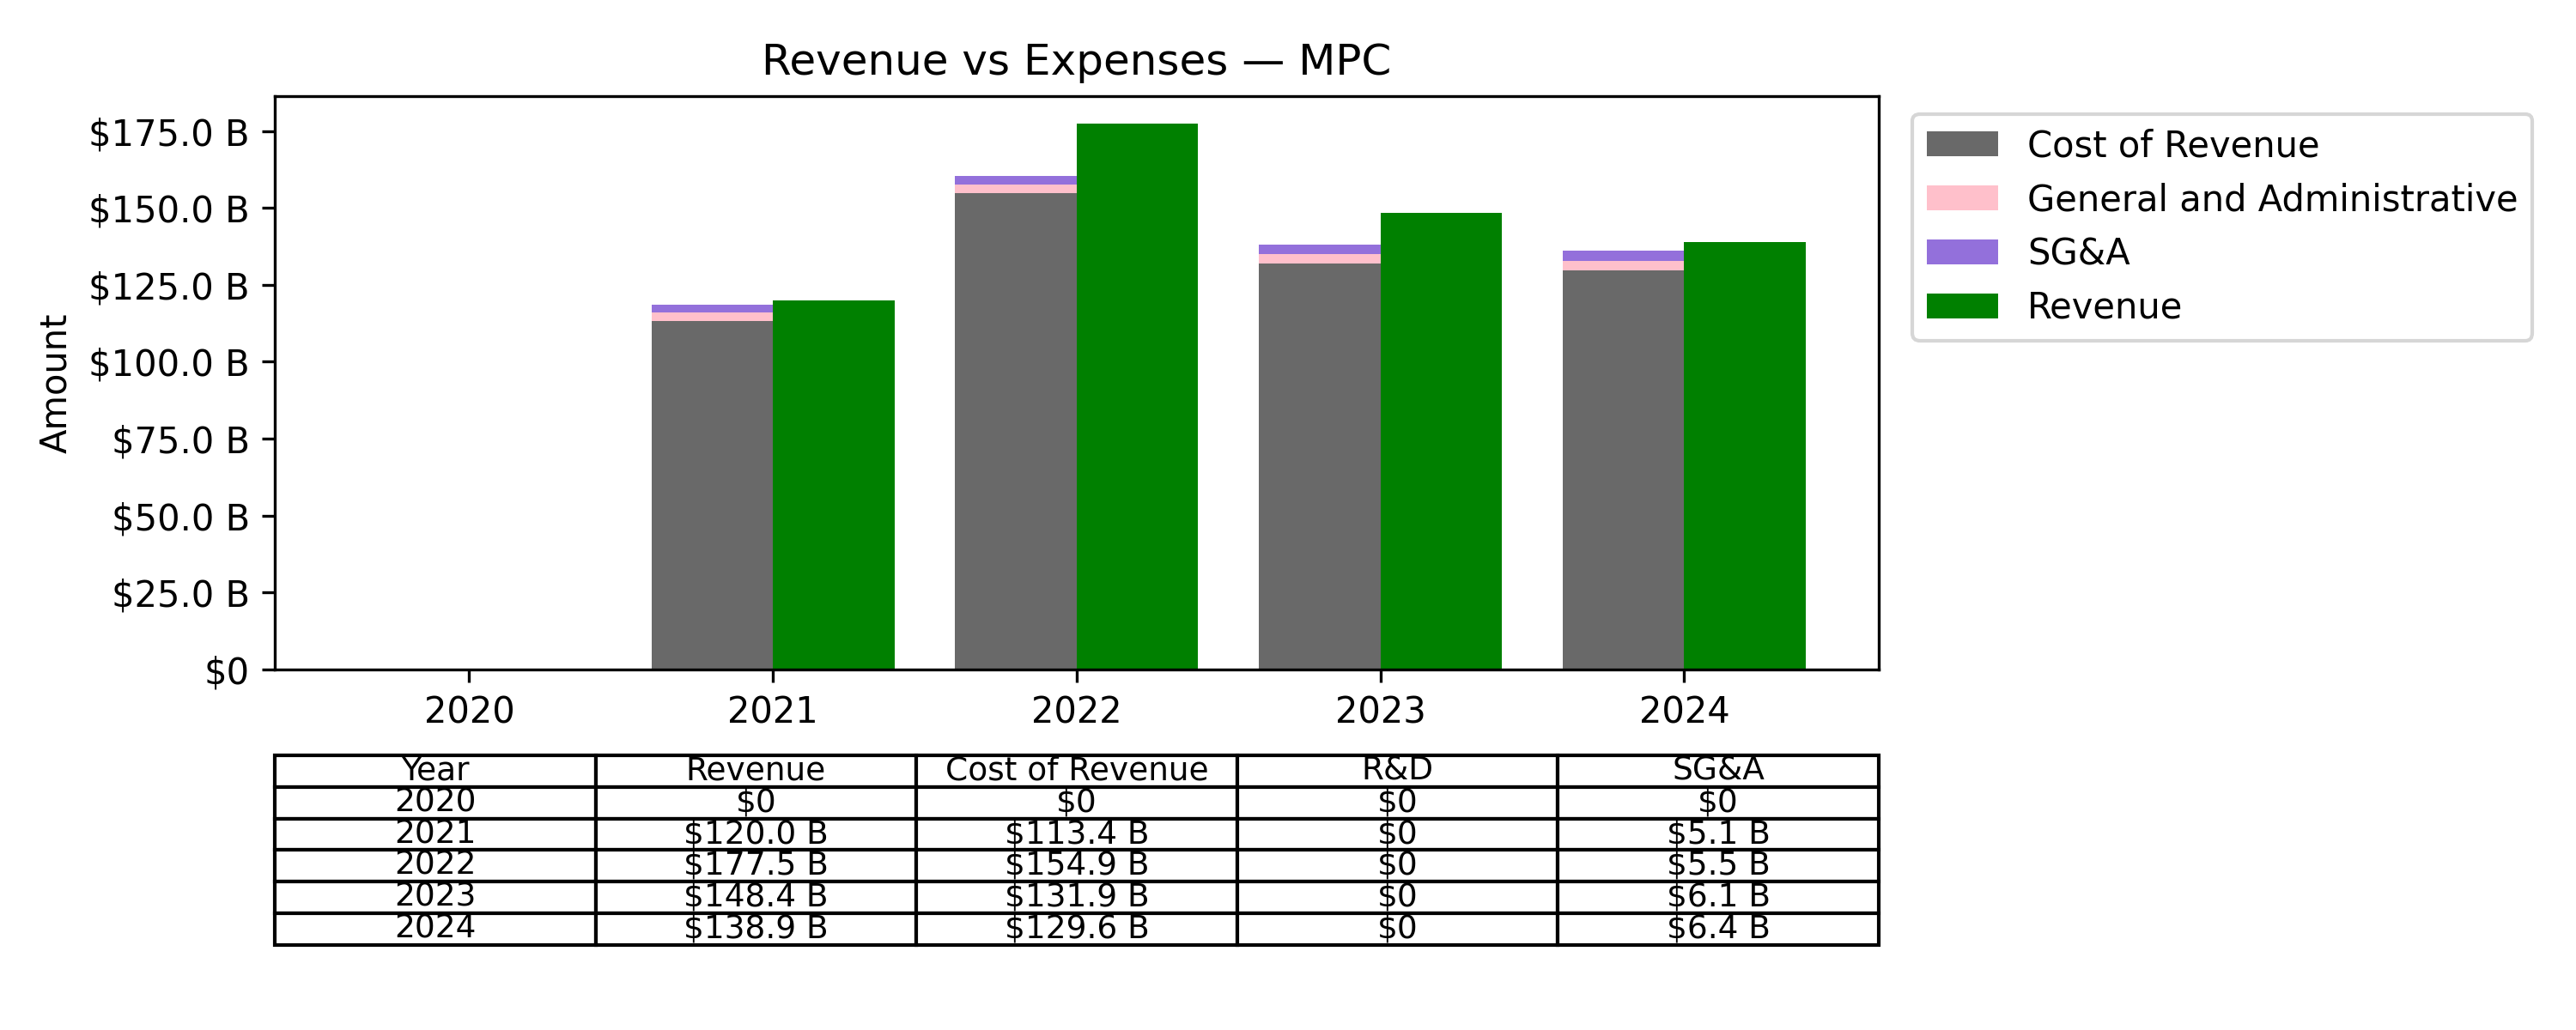 Revenue vs Expenses — MPC
Amount
$175.0 B
$150.0 B
$125.0 B
$100.0 B
$75.0 B
$50.0 B
$25.0 B
$0
2020 2021 2022 2023 2024
Cost of Revenue
General and Administrative
SG&A
Revenue
Year Revenue Cost of Revenue R&D SG&A
2020 $0 $0 $0 $0
2021 $120.0 B $113.4 B $0 $5.1 B
2022 $177.5 B $154.9 B $0 $5.5 B
2023 $148.4 B $131.9 B $0 $6.1 B
2024 $138.9 B $129.6 B $0 $6.4 B